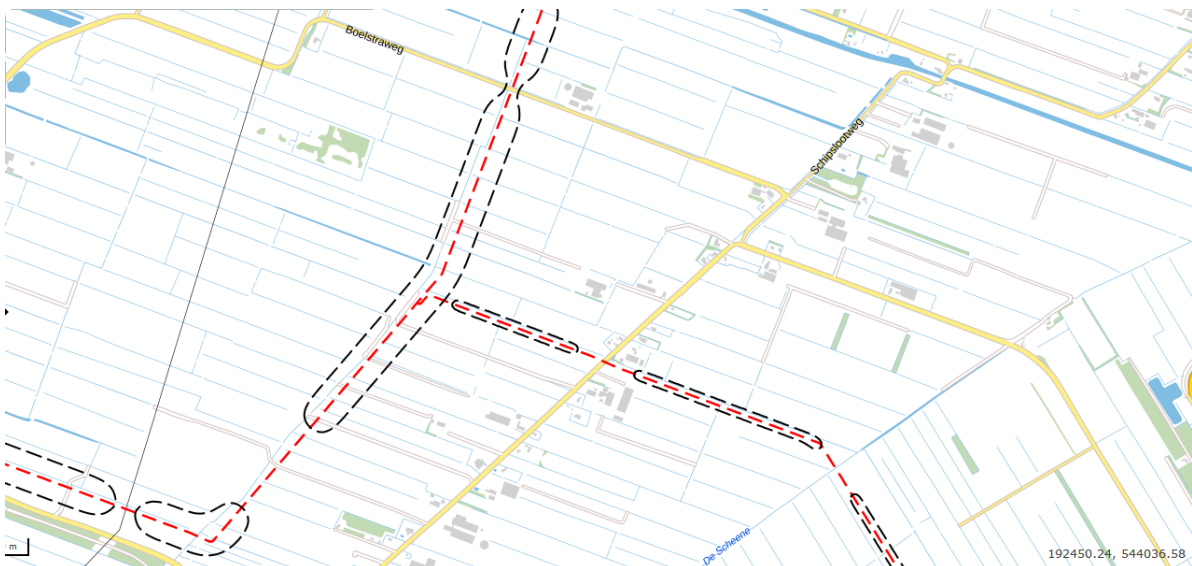 Boelstraweg
Schipslootweg
De Scheene
m
192450.24, 544036.58